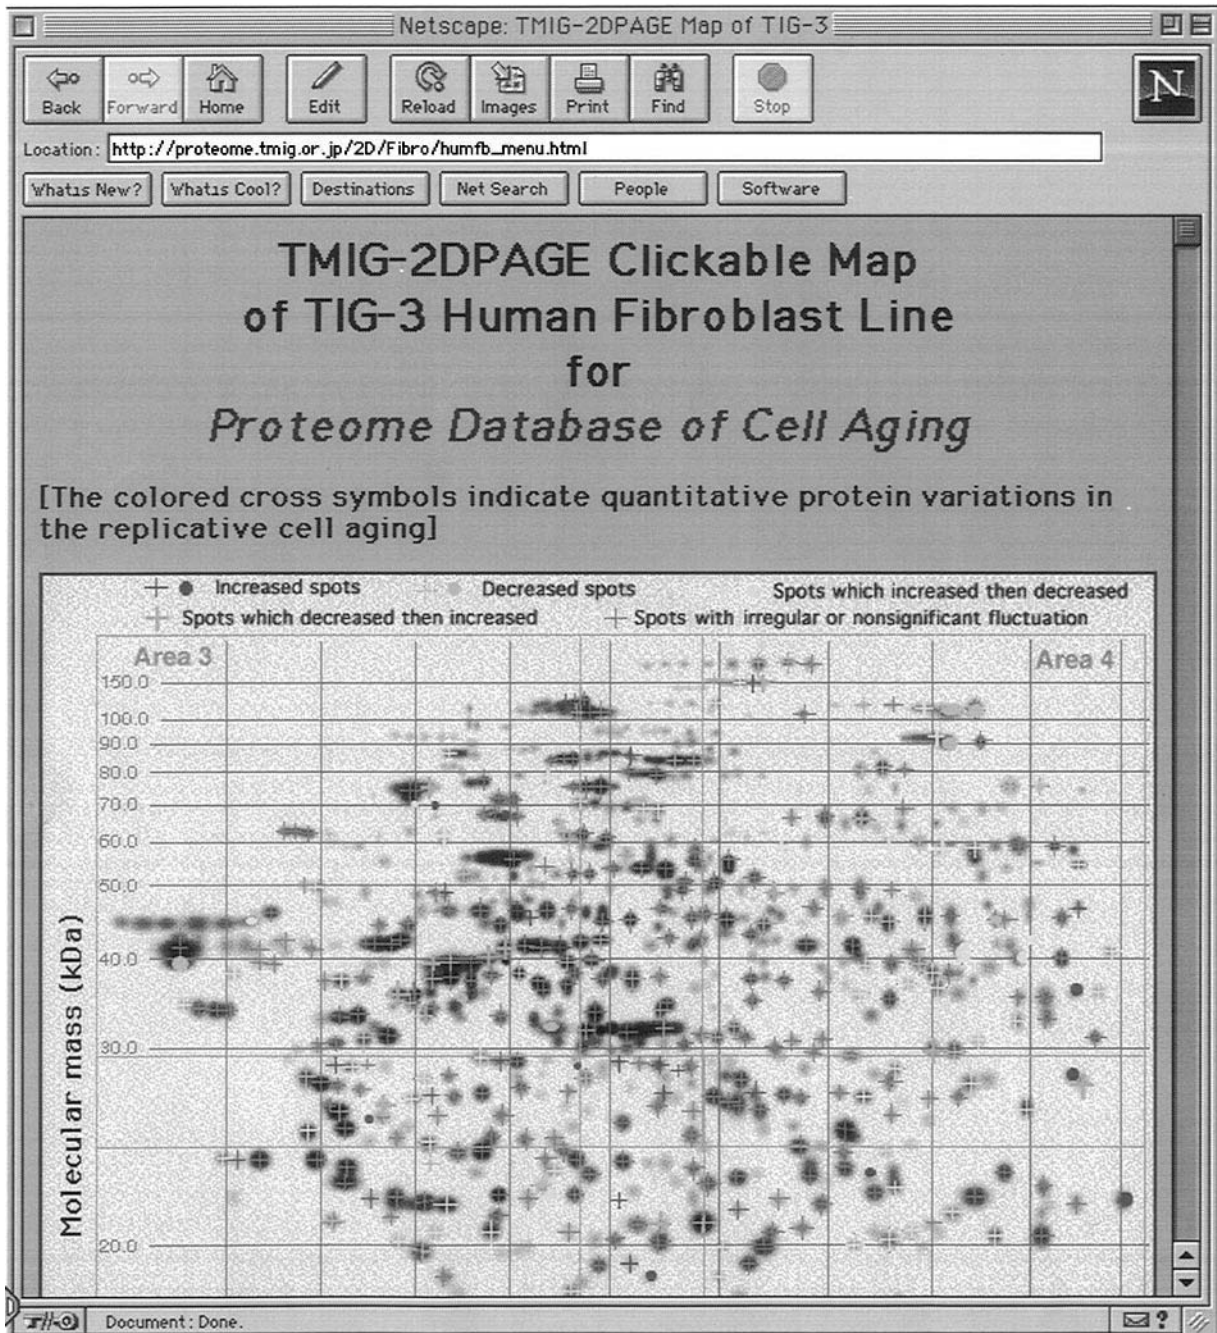 Netscape: TMIG-2DPAGE Map of TIG-3
Back Forward Home Edit Reload Images Print Find Stop
N
Location: http://proteome.tmig.or.jp/2D/Fibro/humfb_menu.html
What's New? What's Cool? Destinations Net Search People Software
TMIG-2DPAGE Clickable Map
of TIG-3 Human Fibroblast Line
for
Proteome Database of Cell Aging
[The colored cross symbols indicate quantitative protein variations in
the replicative cell aging]
Increased spots Decreased spots Spots which increased then decreased
Spots which decreased then increased Spots with irregular or nonsignificant fluctuation
Area 3 Area 4
150.0
100.0
90.0
80.0
70.0
60.0
50.0
40.0
30.0
20.0
Molecular mass (kDa)
Document: Done.
?